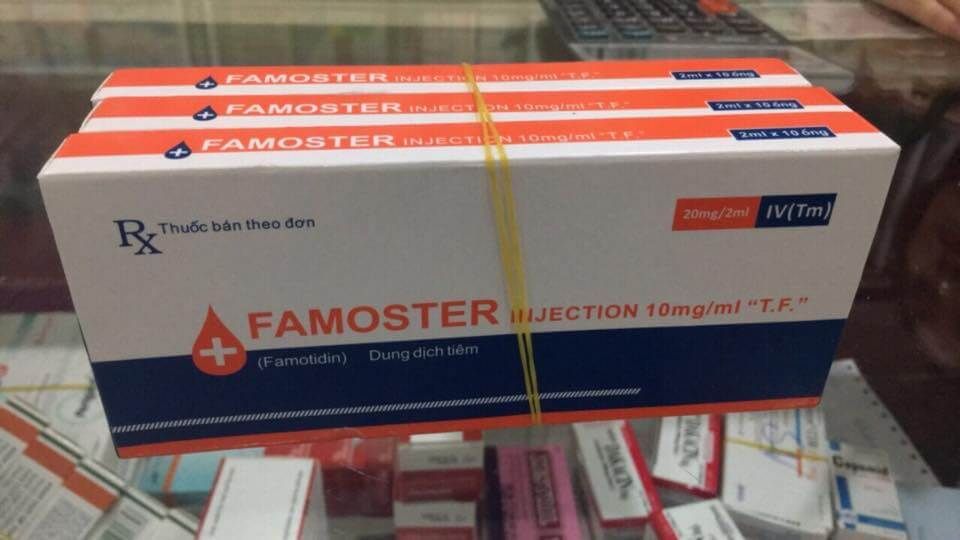 FAMOSTER INJECTION 10mg/ml "T.F." 2ml x 10 ống
FAMOSTER INJECTION 10mg/ml "T.F." 2ml x 10 ống
FAMOSTER INJECTION 10mg/ml "T.F." 2ml x 10 ống
Rx Thuốc bán theo đơn
20mg/2ml IV(Tm)
FAMOSTER INJECTION 10mg/ml "T.F."
(Famotidin) Dung dịch tiêm